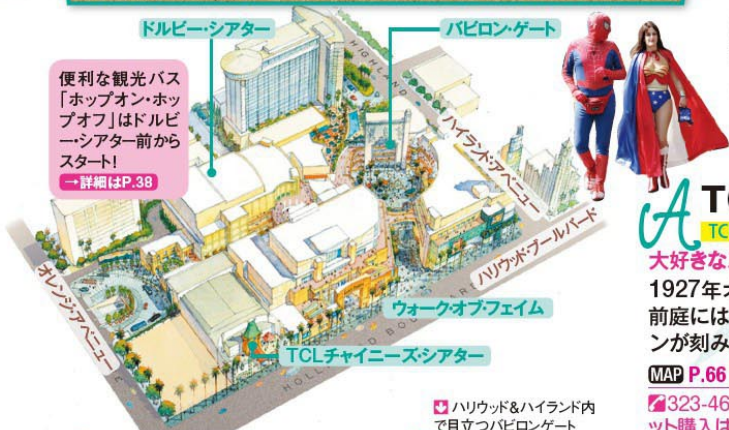 ドルビー・シアター
バビロン・ゲート
便利な観光バス
「ホップオン・ホッ
プオフ」はドルビ
ー・シアター前から
スタート!
→詳細はP.38
HIGHLAND
ハイランド・アベニュー
ハリウッド・ブールバード
オレンジ・アベニュー
ウォーク・オブ・フェイム
TCLチャイニーズ・シアター
HOLLYWOOD BOULEVARD
ハリウッド&ハイランド内
で目立つバビロンゲート
A TC
TC
大好きな
1927年
前庭には
ンが刻み
MAP P.66
323-46
ット購入は